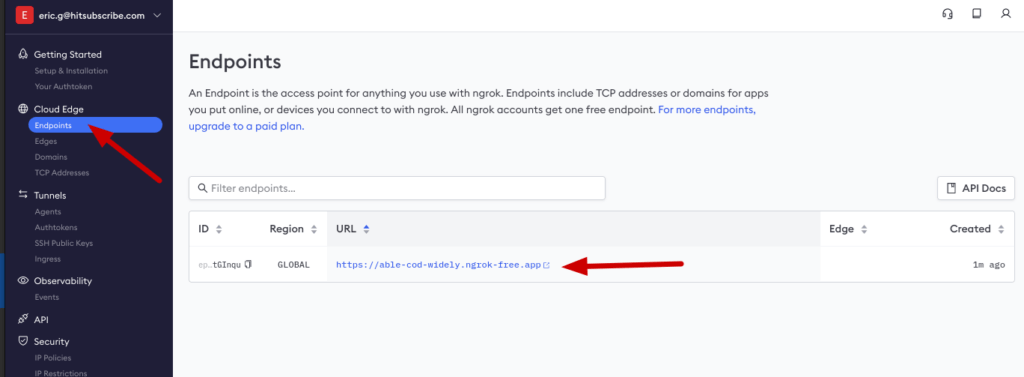 E eric.g@hitsubscribe.com
Getting Started
Setup & Installation
Your Authtoken
Cloud Edge
Endpoints
Edges
Domains
TCP Addresses
Tunnels
Agents
Authtokens
SSH Public Keys
Ingress
Observability
Events
API
Security
IP Policies
IP Restrictions
Endpoints
An Endpoint is the access point for anything you use with ngrok. Endpoints include TCP addresses or domains for apps
you put online, or devices you connect to with ngrok. All ngrok accounts get one free endpoint. For more endpoints,
upgrade to a paid plan.
Filter endpoints...
API Docs
ID Region URL Edge Created
ep…tGInqu GLOBAL https://able-cod-widely.ngrok-free.app 1m ago